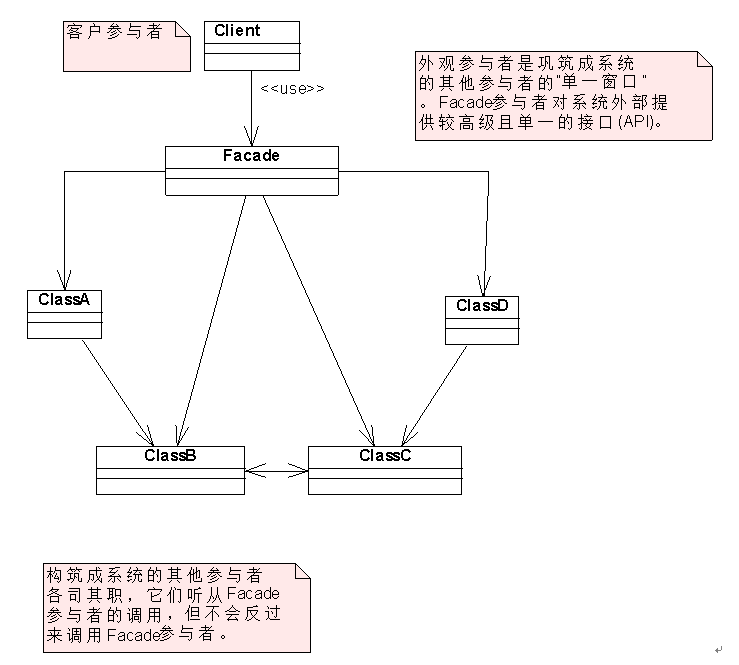 客户参与者
Client
外观参与者是巩筑成系统
的其他参与者的"单一窗口"
。Facade参与者对系统外部提
供较高级且单一的接口(API)。
<<use>>
Facade
ClassA
ClassD
ClassB
ClassC
构筑成系统的其他参与者
各司其职，它们听从Facade
参与者的调用，但不会反过
来调用Facade参与者。